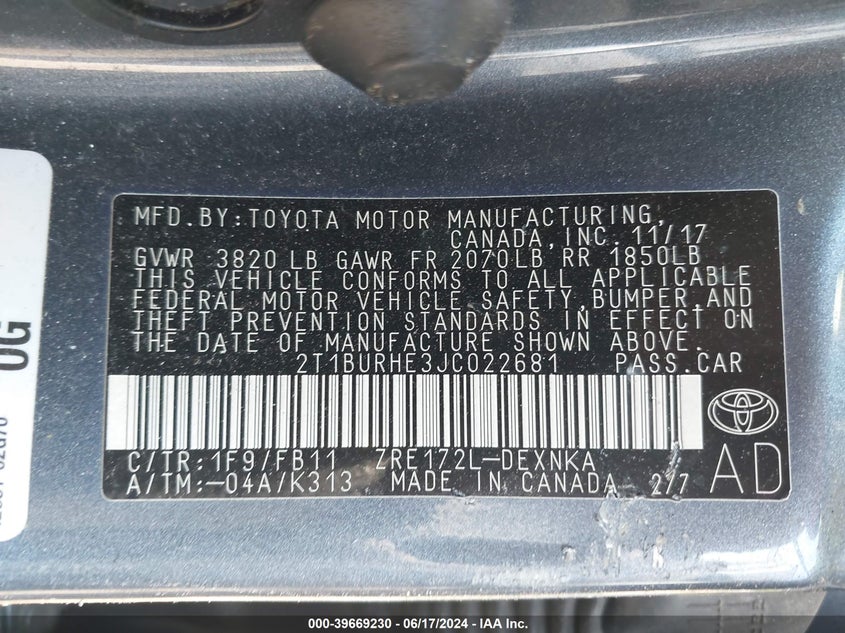 MFD.BY:TOYOTA MOTOR MANUFACTURING,
CANADA,INC. 11/17
GVWR 3820 LB GAWR FR 2070LB RR 1850LB
THIS VEHICLE CONFORMS TO ALL APPLICABLE
FEDERAL MOTOR VEHICLE SAFETY,BUMPER,AND
THEFT PREVENTION STANDARDS IN EFFECT ON
THE DATE OF MANUFACTURE SHOWN ABOVE.
2T1BURHE3JC022681 PASS.CAR
C/TR:1F9/FB11 ZRE172L-DEXNKA
A/TM:-04A/K313 MADE IN CANADA 2/7
AD
0G
000-39669230 - 06/17/2024 - IAA Inc.